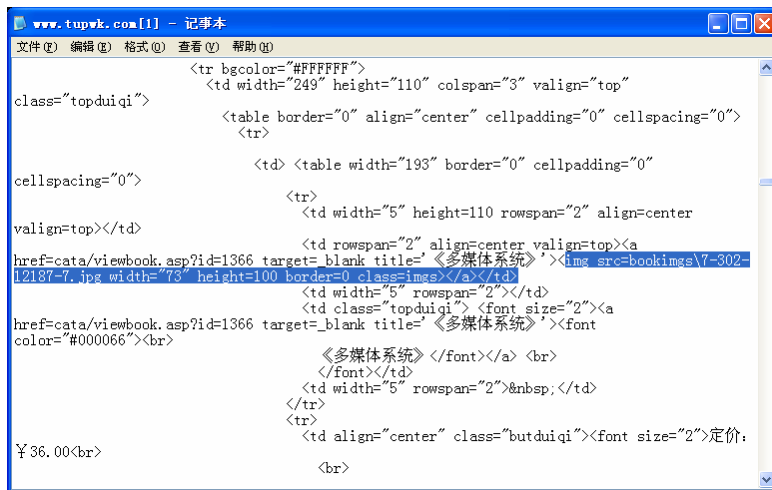 www.tupwk.com[1] - 记事本
文件(F) 编辑(E) 格式(O) 查看(V) 帮助(H)
<tr bgcolor="#FFFFFF">
<td width="249" height="110" colspan="3" valign="top"
class="topduiqi">
<table border="0" align="center" cellpadding="0" cellspacing="0">
<tr>
<td> <table width="193" border="0" cellpadding="0"
cellspacing="0">
<tr>
<td width="5" height=110 rowspan="2" align=center
valign=top></td>
<td rowspan="2" align=center valign=top><a
href=cata/viewbook.asp?id=1366 target=_blank title='《多媒体系统》'><img src=bookimgs\7-302-
12187-7.jpg width="73" height=100 border=0 class=imgs></a></td>
<td width="5" rowspan="2"></td>
<td class="topduiqi"> <font size="2"><a
href=cata/viewbook.asp?id=1366 target=_blank title='《多媒体系统》'><font
color="#000066"><br>
《多媒体系统》</font></a> <br>
</font></td>
<td width="5" rowspan="2">&nbsp;</td>
</tr>
<tr>
<td align="center" class="butduiqi"><font size="2">定价:
￥36.00<br>
<br>